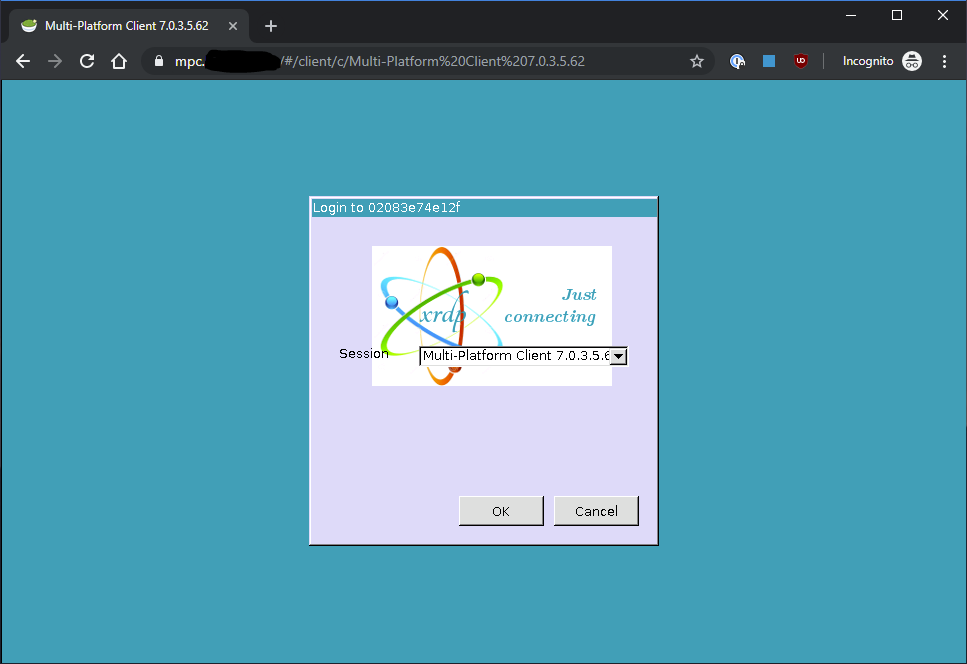 Multi-Platform Client 7.0.3.5.62
mpc. /#/client/c/Multi-Platform%20Client%207.0.3.5.62
UD
Incognito
Login to 02083e74e12f
xrdp
Just
connecting
Session
Multi-Platform Client 7.0.3.5.6
OK
Cancel